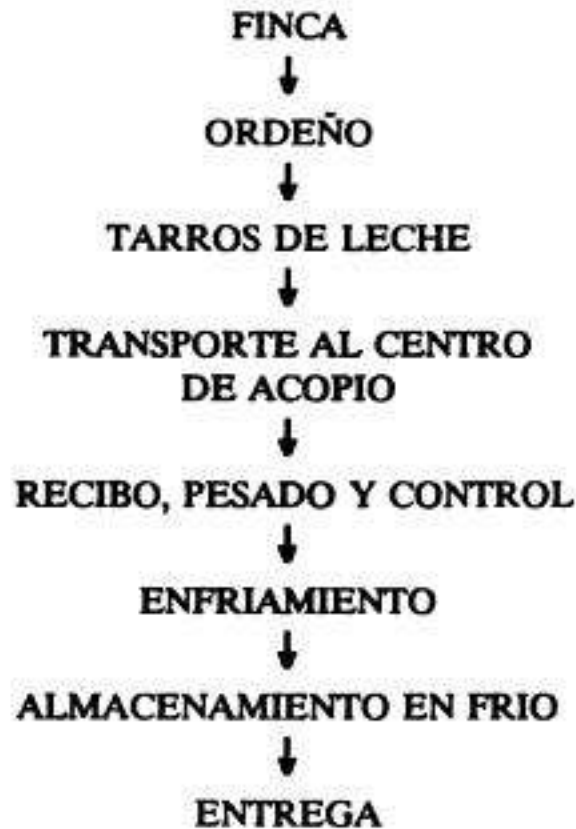 FINCA
ORDEÑO
TARROS DE LECHE
TRANSPORTE AL CENTRO
DE ACOPIO
RECIBO, PESADO Y CONTROL
ENFRIAMIENTO
ALMACENAMIENTO EN FRIO
ENTREGA